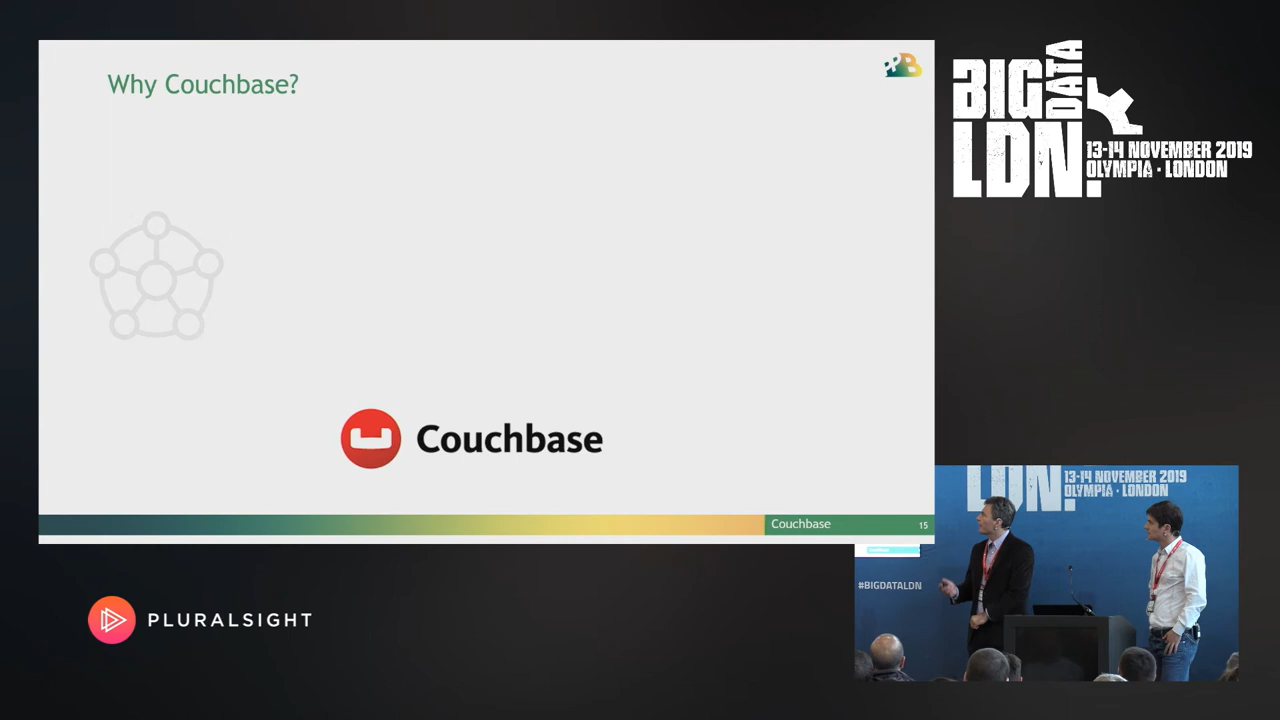 Why Couchbase?
PPB
Couchbase
Couchbase
15
BIG
DATA
LDN.
13-14 NOVEMBER 2019
OLYMPIA · LONDON
LDN.
13-14 NOVEMBER 2019
OLYMPIA · LONDON
#BIGDATALDN
PLURALSIGHT